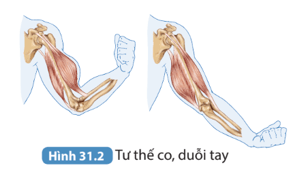 Hình 31.2 Tư thế co, duỗi tay